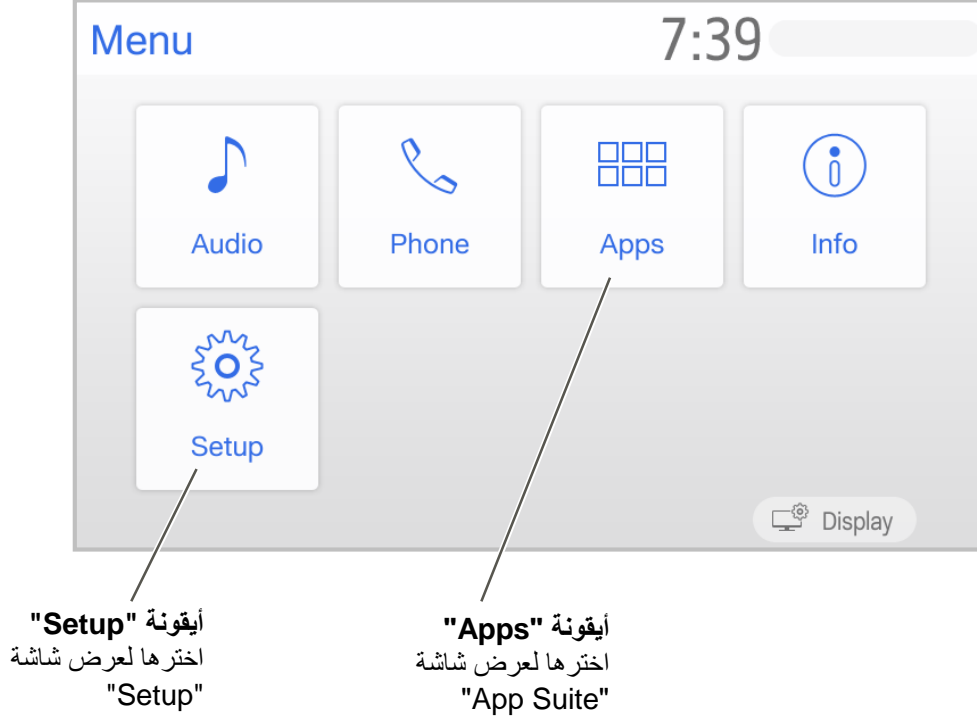 Menu
7:39
Audio
Phone
Apps
Info
Setup
Display
أيقونة "Setup"
اخترها لعرض شاشة
"Setup"
أيقونة "Apps"
اخترها لعرض شاشة
"App Suite"